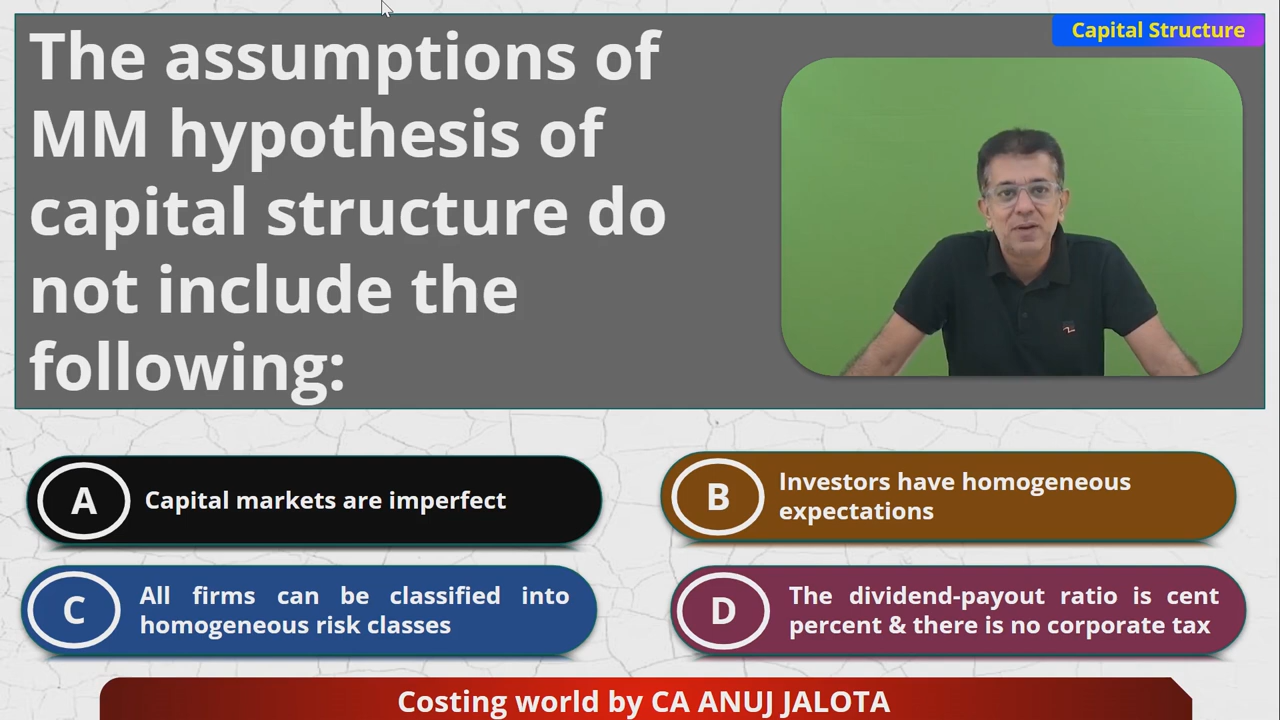 Capital Structure
The assumptions of
MM hypothesis of
capital structure do
not include the
following:
A
Capital markets are imperfect
B
Investors have homogeneous
expectations
C
All firms can be classified into
homogeneous risk classes
D
The dividend-payout ratio is cent
percent & there is no corporate tax
Costing world by CA ANUJ JALOTA